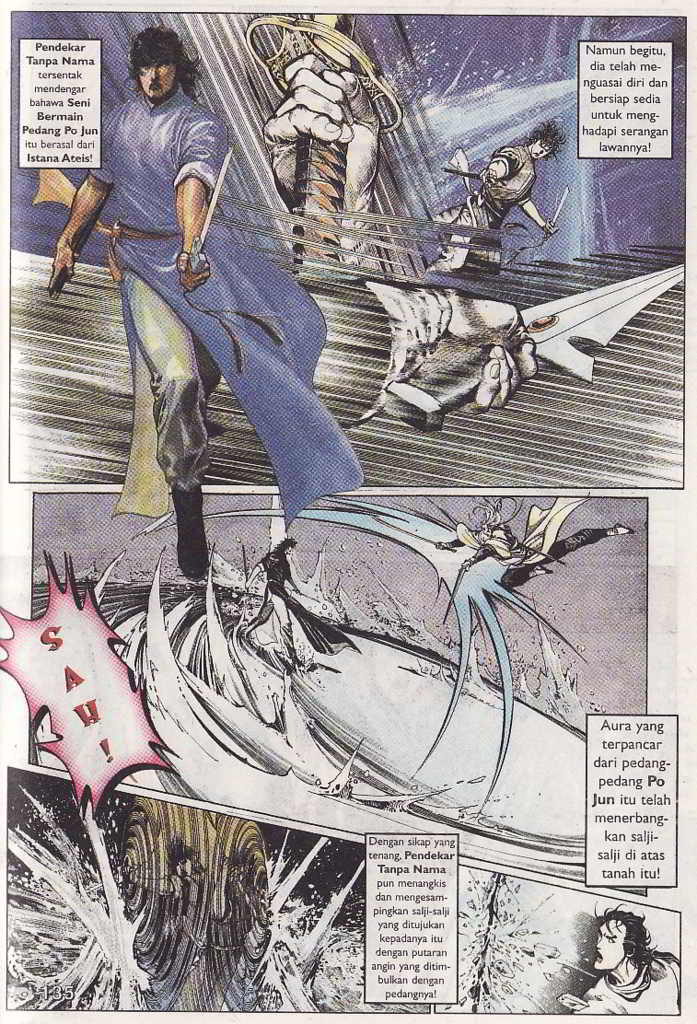 Pendekar
Tanpa Nama
tersentak
mendengar
bahawa Seni
Bermain
Pedang Po Jun
itu berasal dari
Istana Ateis!
Namun begitu,
dia telah me-
nguasai diri dan
bersiap sedia
untuk meng-
hadapi serangan
lawannya!
SAH!
Aura yang
terpancar
dari pedang-
pedang Po
Jun itu telah
menerbang-
kan salji-
salji di atas
tanah itu!
Dengan sikap yang
tenang, Pendekar
Tanpa Nama
pun menangkis
dan mengesam-
pingkan salji-salji
yang ditujukan
kepadanya itu
dengan putaran
angin yang ditim-
bulkan dengan
pedangnya!
135